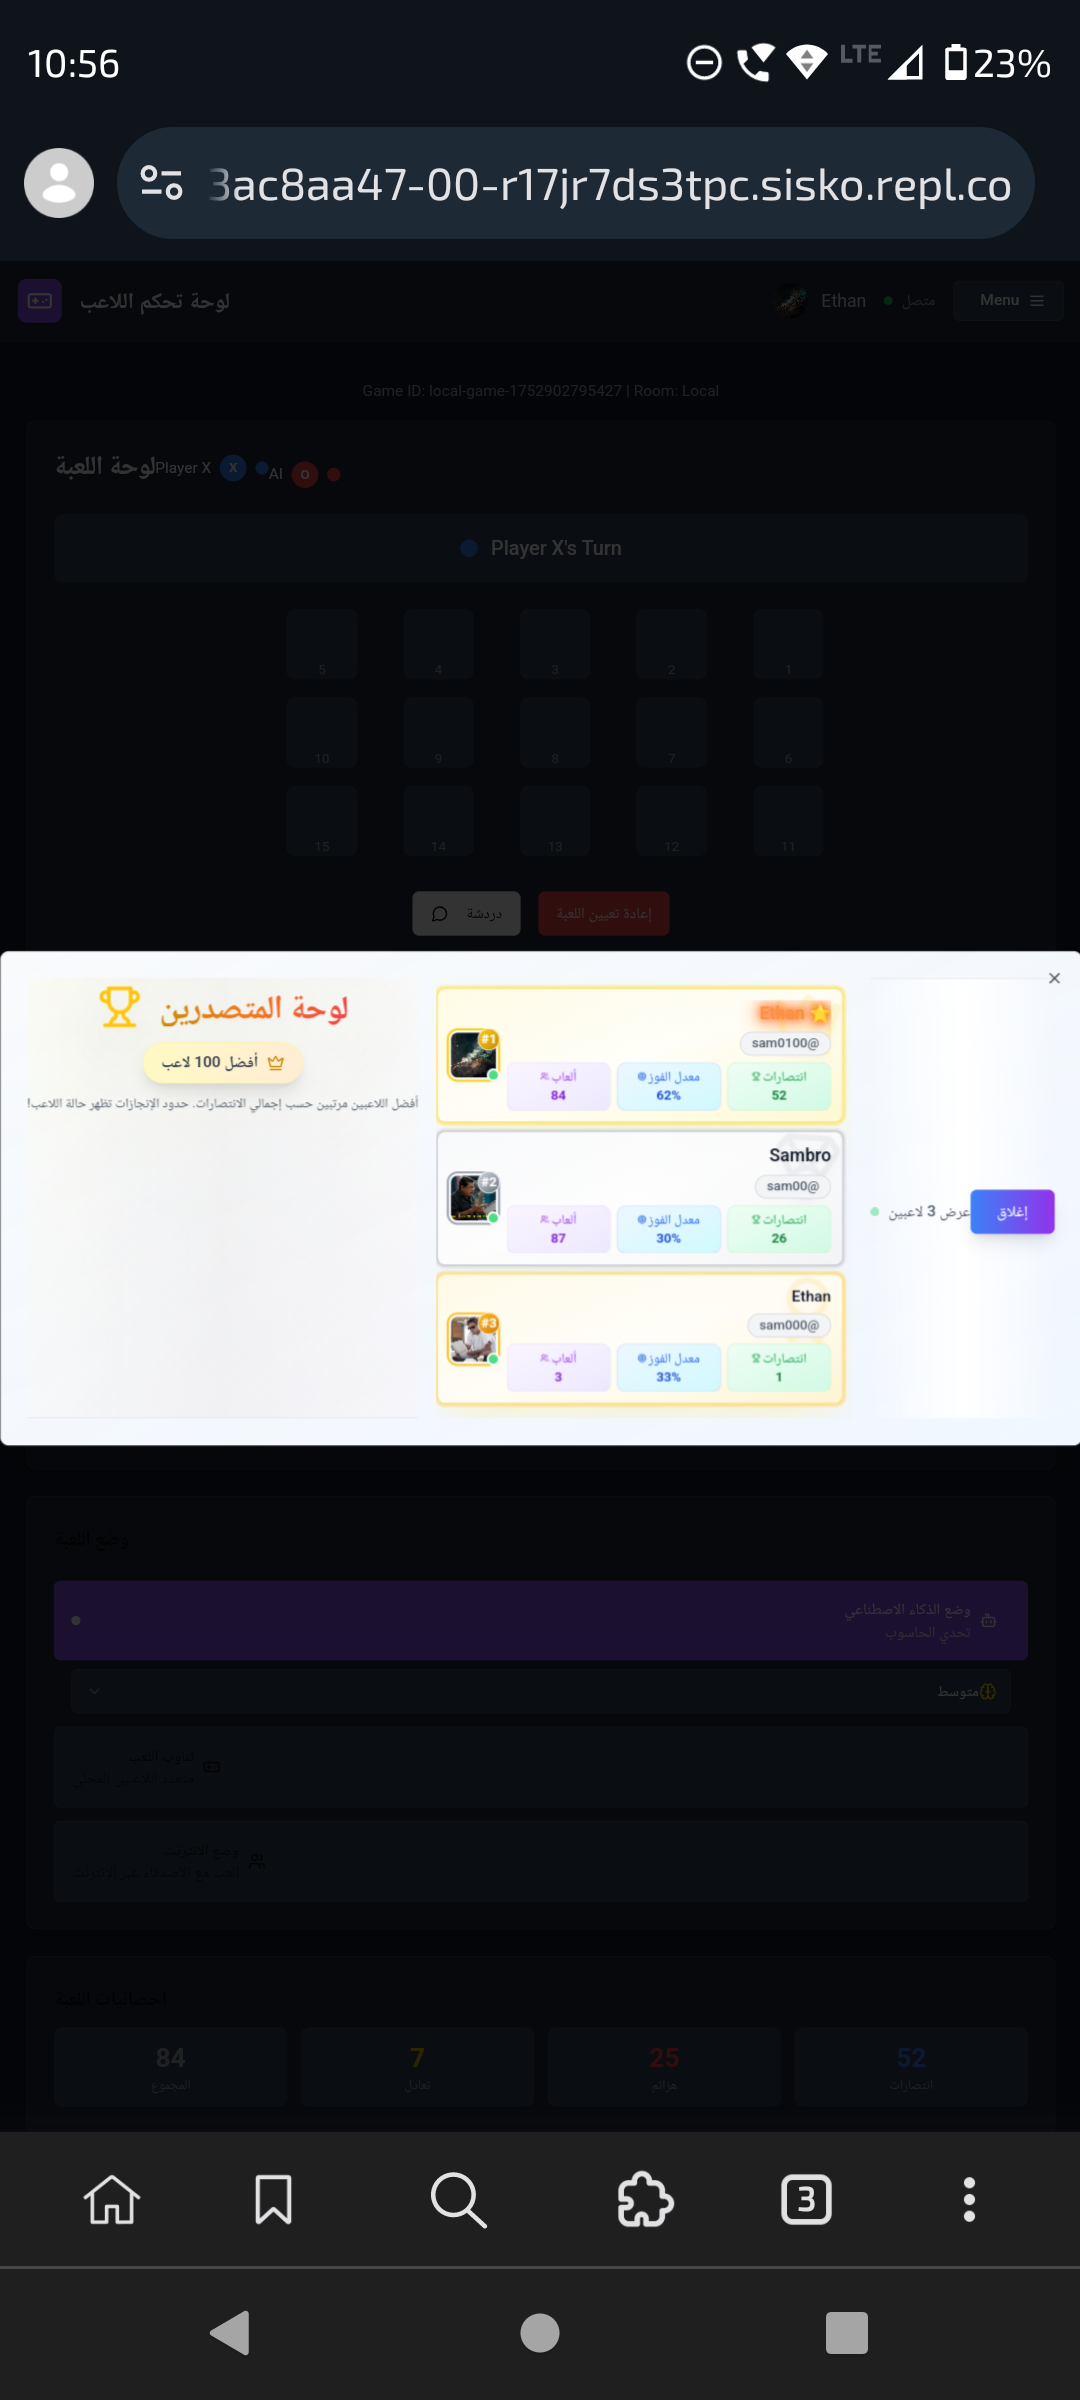 10:56
LTE
23%
3ac8aa47-00-r17jr7ds3tpc.sisko.repl.co
لوحة تحكم اللاعب
Ethan
متصل
Menu
Game ID: local-game-1752902795427 | Room: Local
لوحة اللعبة
Player X
X
AI
O
Player X's Turn
5 4 3 2 1
10 9 8 7 6
15 14 13 12 11
دردشة
إعادة تعيين اللعبة
لوحة المتصدرين
أفضل 100 لاعب
أفضل اللاعبين مرتبين حسب إجمالي الانتصارات. حدود الإنجازات تظهر حالة اللاعب!
Ethan
#1
@sam0100
انتصارات
52
معدل الفوز
62%
ألعاب
84
Sambro
#2
@sam00
انتصارات
26
معدل الفوز
30%
ألعاب
87
Ethan
#3
@sam000
انتصارات
1
معدل الفوز
33%
ألعاب
3
عرض 3 لاعبين
إغلاق
وضع اللعبة
وضع الذكاء الاصطناعي
تحدي الحاسوب
متوسط
وضع الانترنت
إحصائيات اللعبة
52
انتصارات
25
هزائم
7
تعادل
84
المجموع
3